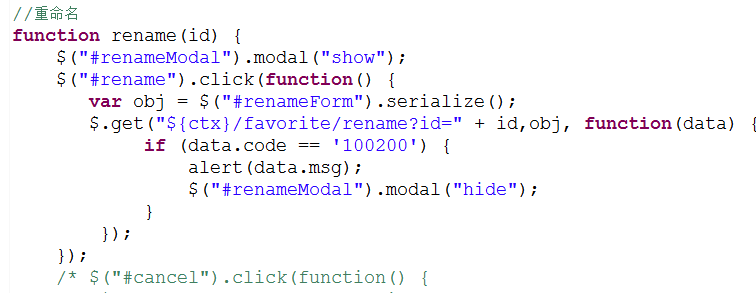 //重命名
function rename(id) {
    $("#renameModal").modal("show");
    $("#rename").click(function() {
       var obj = $("#renameForm").serialize();
       $.get("${ctx}/favorite/rename?id=" + id,obj, function(data) {
            if (data.code == '100200') {
                alert(data.msg);
                $("#renameModal").modal("hide");
            }
        });
    });
    /* $("#cancel").click(function() {